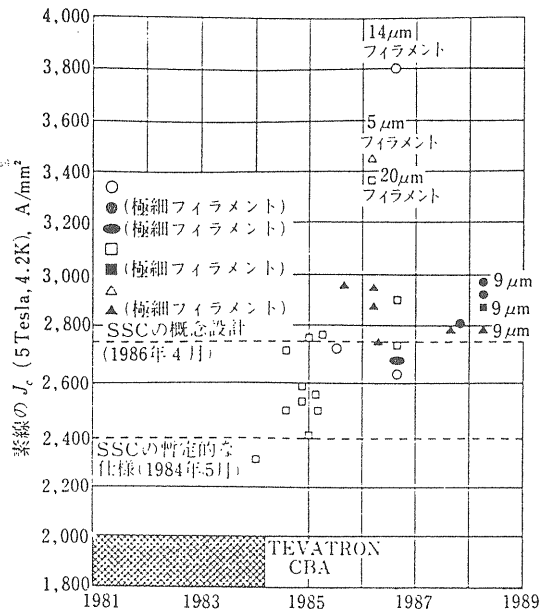 素線のJc (5Tesla, 4.2K), A/mm²
4,000
3,800
3,600
3,400
3,200
3,000
2,800
2,600
2,400
2,200
2,000
1,800
14μm
フィラメント
5μm
フィラメント
20μm
フィラメント
(極細フィラメント)
(極細フィラメント)
(極細フィラメント)
(極細フィラメント)
SSCの概念設計
(1986年4月)
9μm
9μm
SSCの暫定的な
仕様(1984年5月)
TEVATRON
CBA
1981
1983
1985
1987
1989